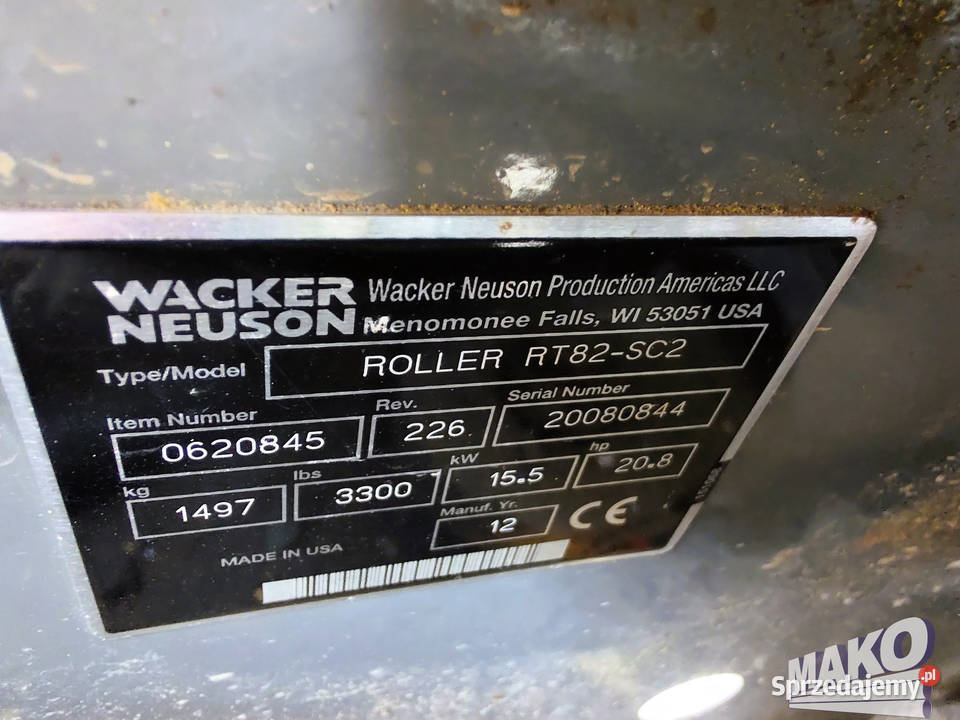 WACKER
NEUSON
Wacker Neuson Production Americas LLC
Menomonee Falls, WI 53051 USA
Type/Model ROLLER RT82-SC2
Item Number Rev. Serial Number
0620845 226 20080844
kg lbs kW hp
1497 3300 15.5 20.8
Manuf. Yr.
12 CE
MADE IN USA
MAKO
Sprzedajemy.pl